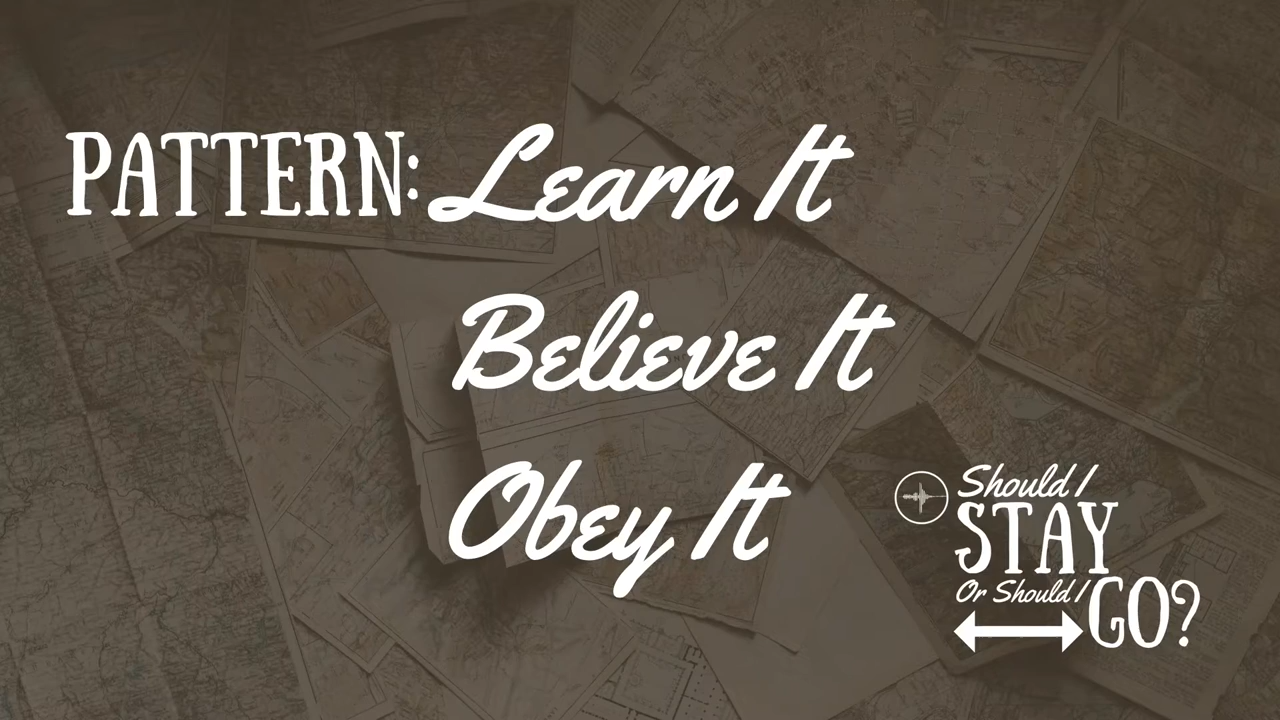 PATTERN: Learn It
Believe It
Obey It
Should I
STAY
Or Should I GO?